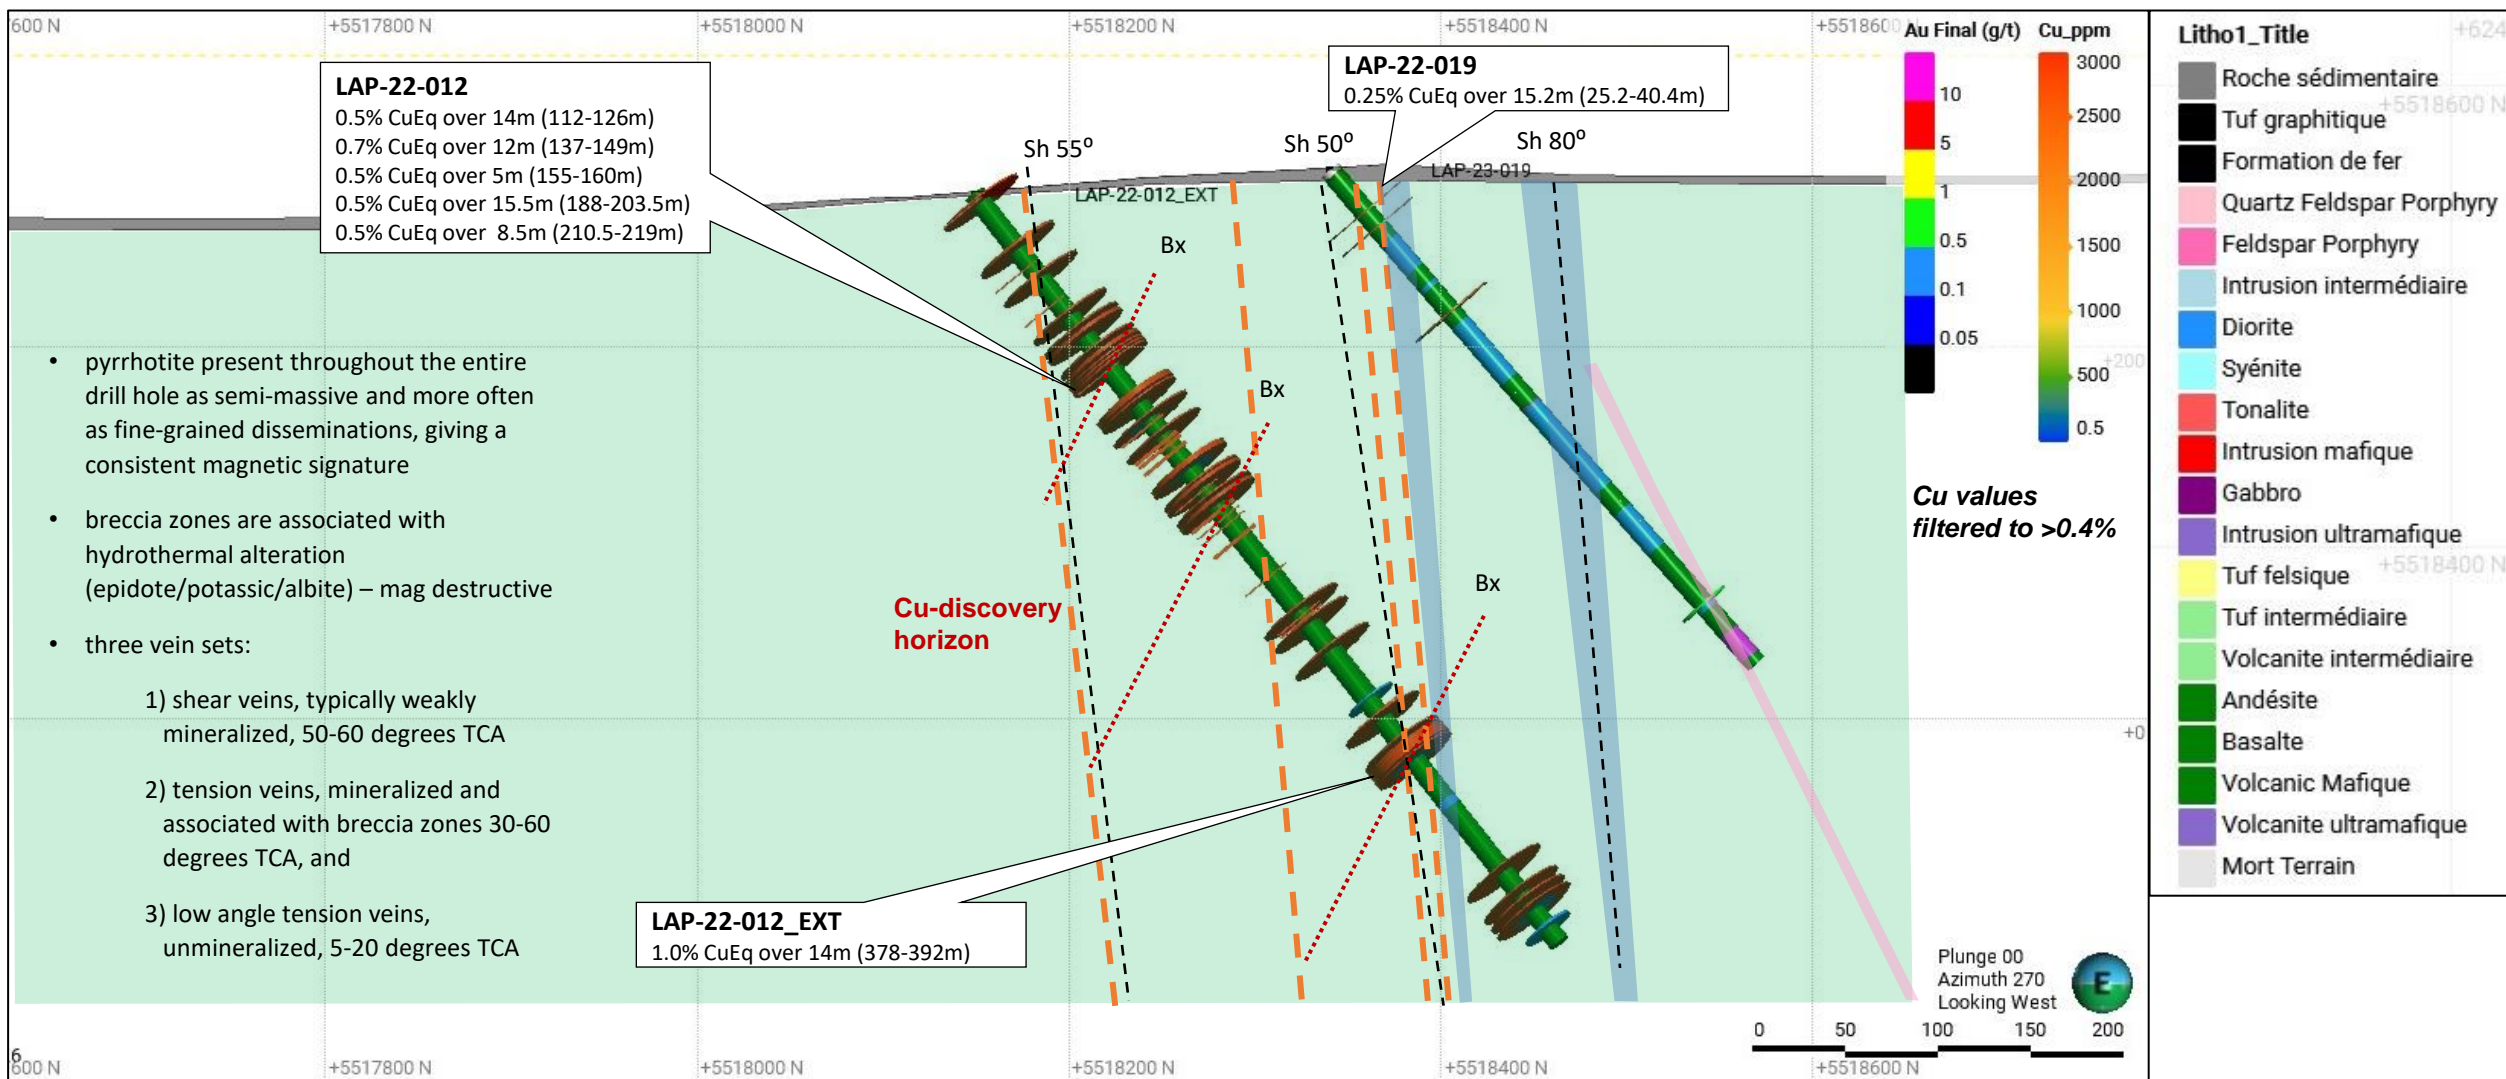 600 N
+5517800 N
+5518000 N
+5518200 N
+5518400 N
+5518600
Au Final (g/t)
Cu_ppm
10
5
1
0.5
0.1
0.05
3000
2500
2000
1500
1000
500
0.5
+200
LAP-22-012
0.5% CuEq over 14m (112-126m)
0.7% CuEq over 12m (137-149m)
0.5% CuEq over 5m (155-160m)
0.5% CuEq over 15.5m (188-203.5m)
0.5% CuEq over 8.5m (210.5-219m)
LAP-22-019
0.25% CuEq over 15.2m (25.2-40.4m)
Sh 55º
Sh 50º
Sh 80º
LAP-23-019
LAP-22-012_EXT
Bx
Bx
Bx
• pyrrhotite present throughout the entire
drill hole as semi-massive and more often
as fine-grained disseminations, giving a
consistent magnetic signature
• breccia zones are associated with
hydrothermal alteration
(epidote/potassic/albite) – mag destructive
• three vein sets:
1) shear veins, typically weakly
mineralized, 50-60 degrees TCA
2) tension veins, mineralized and
associated with breccia zones 30-60
degrees TCA, and
3) low angle tension veins,
unmineralized, 5-20 degrees TCA
Cu-discovery
horizon
Cu values
filtered to >0.4%
LAP-22-012_EXT
1.0% CuEq over 14m (378-392m)
+0
Plunge 00
Azimuth 270
Looking West
E
0 50 100 150 200
6
600 N
+5517800 N
+5518000 N
+5518200 N
+5518400 N
+5518600 N
Litho1_Title
+624
Roche sédimentaire
+5518600 N
Tuf graphitique
Formation de fer
Quartz Feldspar Porphyry
Feldspar Porphyry
Intrusion intermédiaire
Diorite
Syénite
Tonalite
Intrusion mafique
Gabbro
Intrusion ultramafique
+5518400 N
Tuf felsique
Tuf intermédiaire
Volcanite intermédiaire
Andésite
Basalte
Volcanic Mafique
Volcanite ultramafique
Mort Terrain